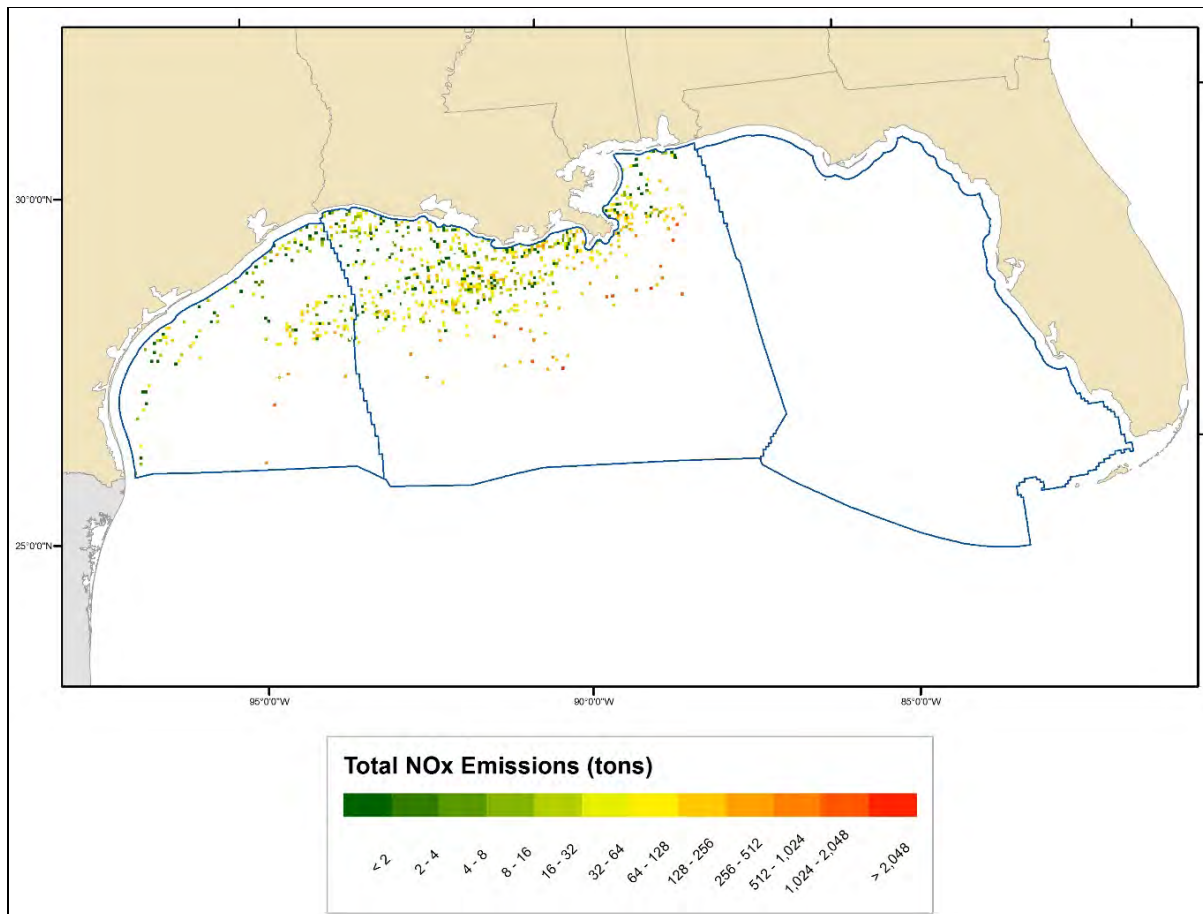 30°0'0"N
25°0'0"N
95°0'0"W
90°0'0"W
85°0'0"W
Total NOx Emissions (tons)
< 2
2 - 4
4 - 8
8 - 16
16 - 32
32 - 64
64 - 128
128 - 256
256 - 512
512 - 1,024
1,024 - 2,048
> 2,048